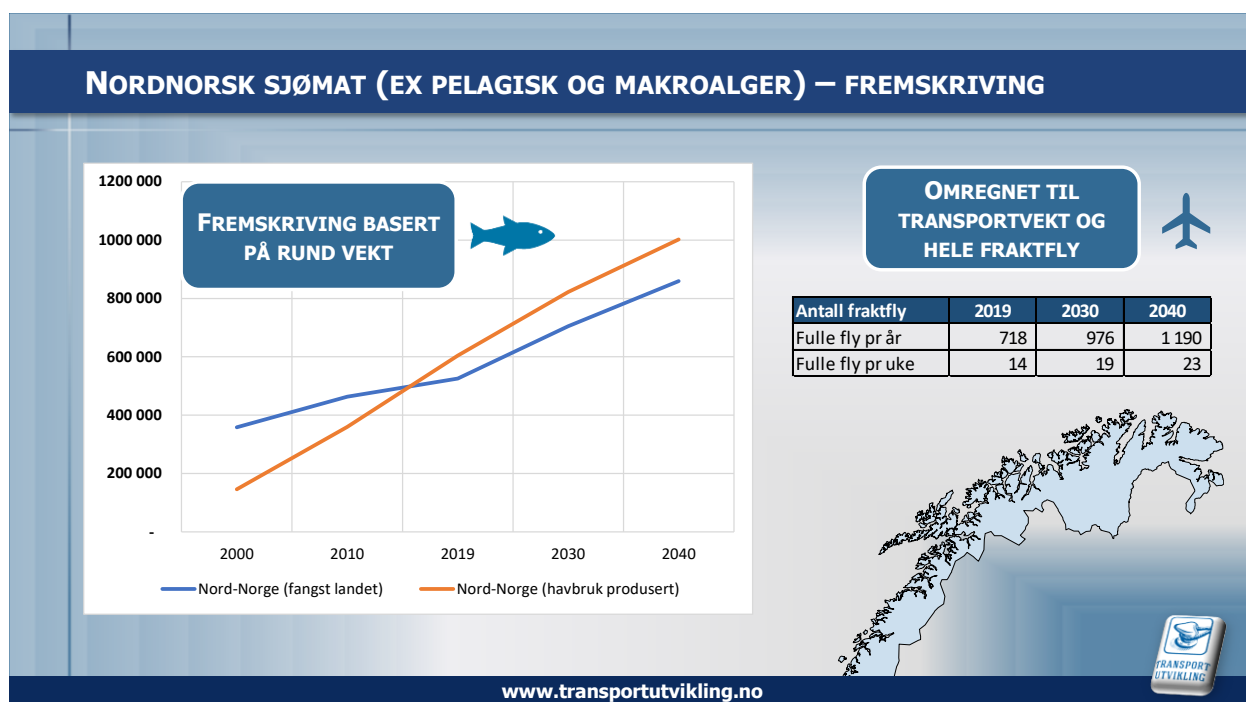 NORDNORSK SJØMAT (EX PELAGISK OG MAKROALGER) – FREMSKRIVING
FREMSKRIVING BASERT
PÅ RUND VEKT
1200 000
1000 000
800 000
600 000
400 000
200 000
-
2000 2010 2019 2030 2040
Nord-Norge (fangst landet) Nord-Norge (havbruk produsert)
OMREGNET TIL
TRANSPORTVEKT OG
HELE FRAKTFLY
Antall fraktfly 2019 2030 2040
Fulle fly pr år 718 976 1 190
Fulle fly pr uke 14 19 23
TRANSPORT
UTVIKLING
www.transportutvikling.no